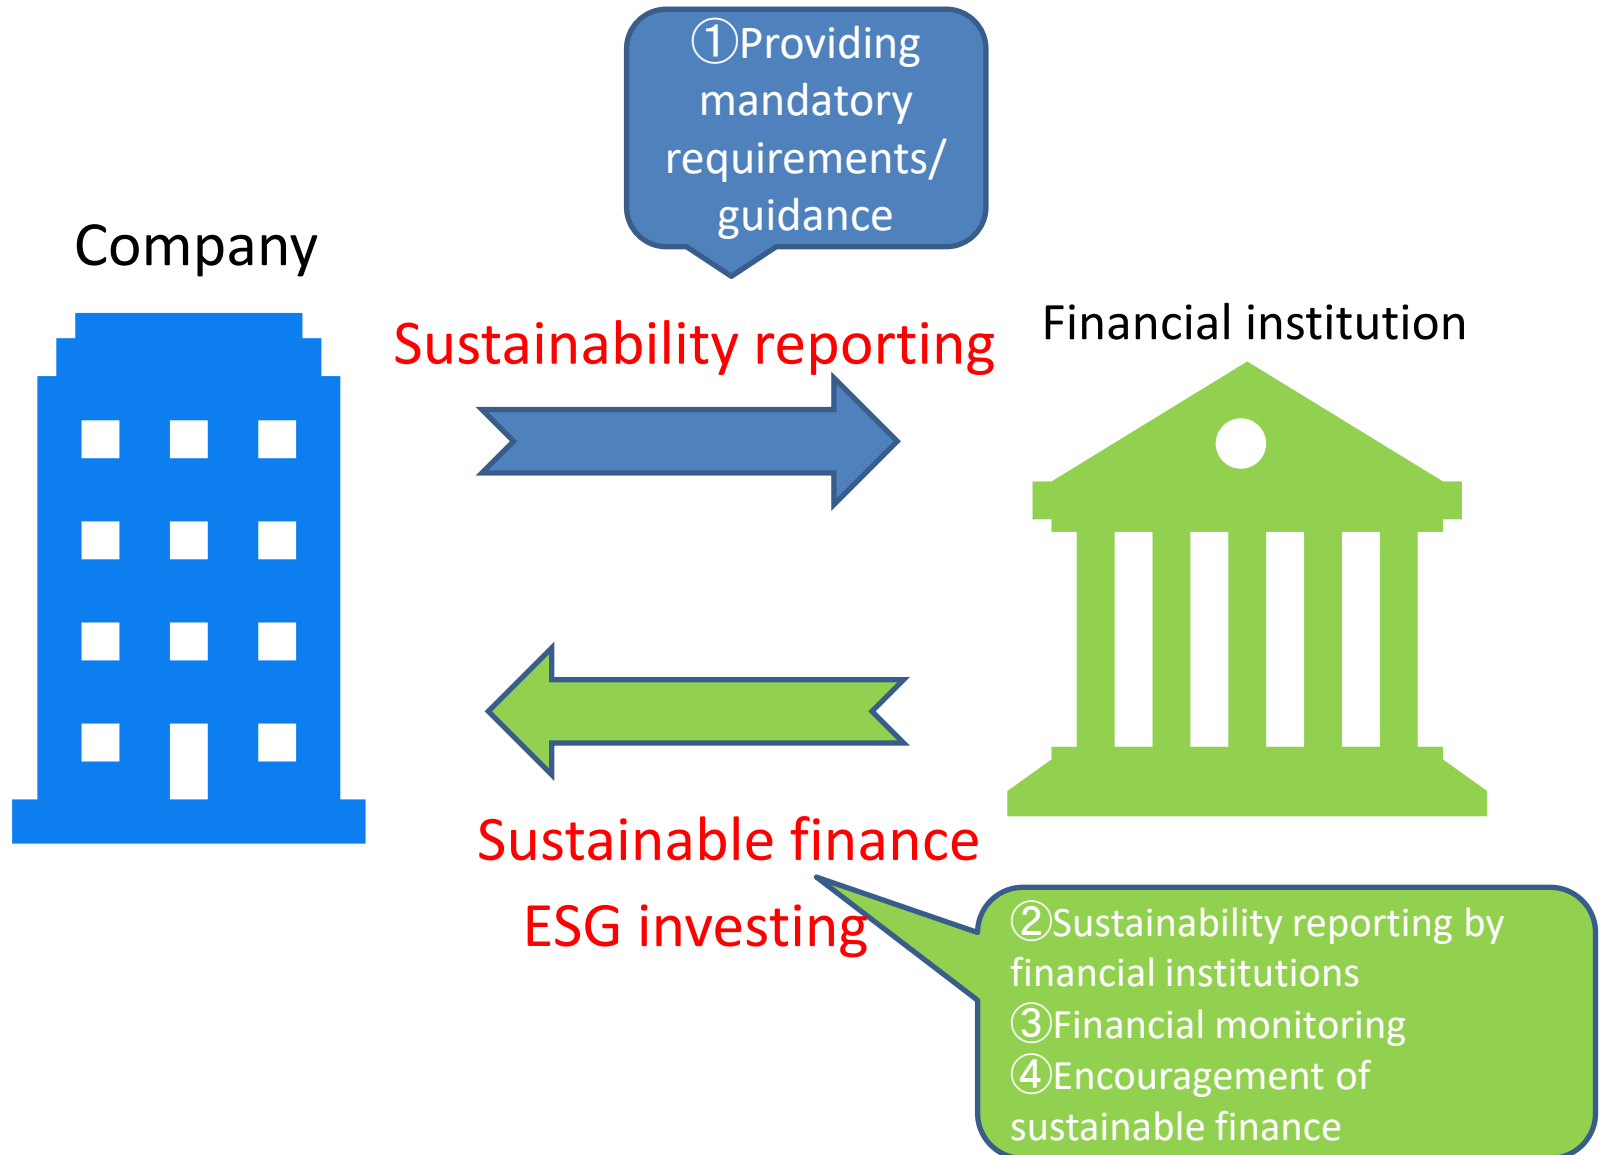 ①Providing
mandatory
requirements/
guidance
Company
Sustainability reporting
Financial institution
Sustainable finance
ESG investing
②Sustainability reporting by
financial institutions
③Financial monitoring
④Encouragement of
sustainable finance